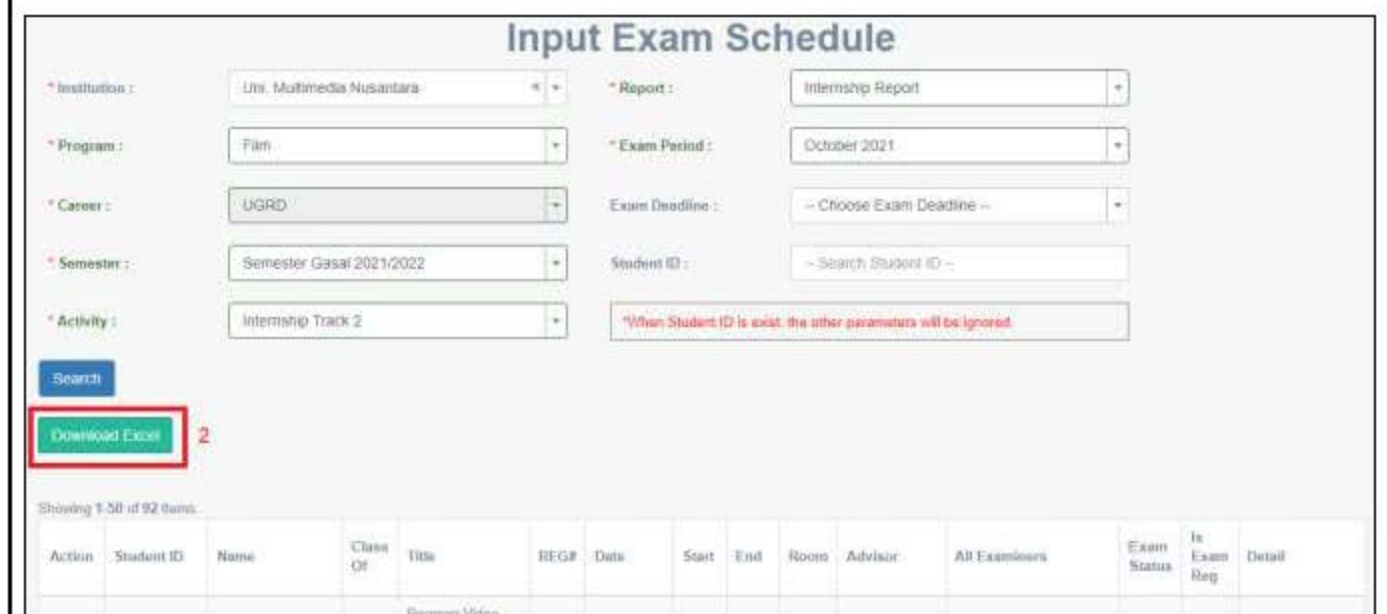 Input Exam Schedule
* Institution : Uni. Multimedia Nusantara × * Report : Internship Report
* Program : Film * Exam Period : October 2021
* Career : UGRD Exam Deadline : -- Choose Exam Deadline --
* Semester : Semester Gasal 2021/2022 Student ID : -- Search Student ID --
* Activity : Internship Track 2 *When Student ID is exist, the other parameters will be ignored.
Search
Download Excel 2
Showing 1-50 of 92 items.
Action Student ID Name Class Of Title REG# Date Start End Room Advisor All Examiners Exam Status Is Exam Reg Detail
Video